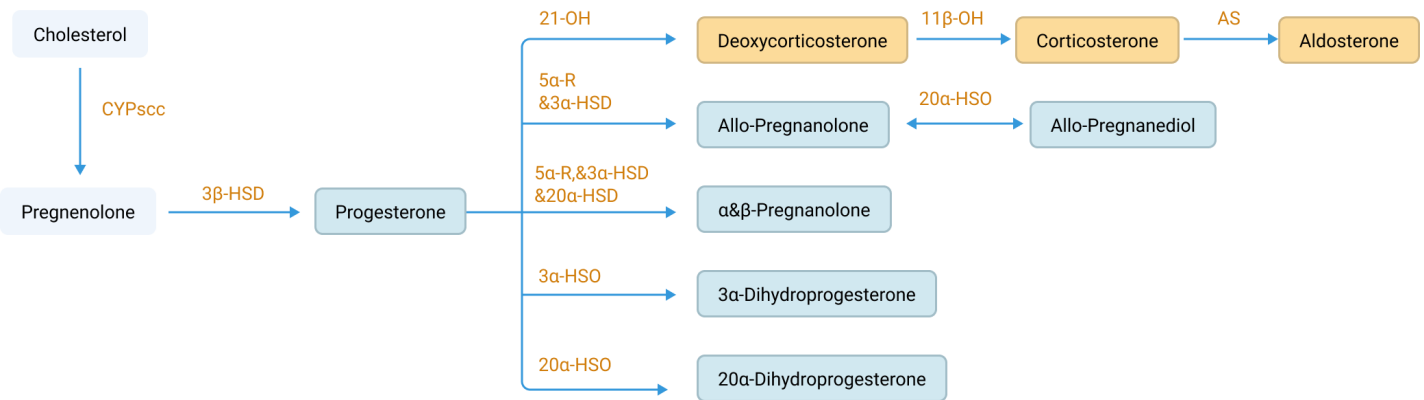 Cholesterol
CYPscc
Pregnenolone
3β-HSD
Progesterone
21-OH
Deoxycorticosterone
11β-OH
Corticosterone
AS
Aldosterone
5α-R
&3α-HSD
Allo-Pregnanolone
20α-HSO
Allo-Pregnanediol
5α-R,&3α-HSD
&20α-HSD
α&β-Pregnanolone
3α-HSO
3α-Dihydroprogesterone
20α-HSO
20α-Dihydroprogesterone